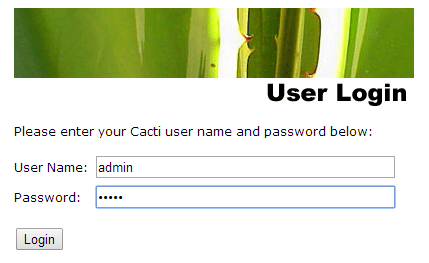 User Login
Please enter your Cacti user name and password below:
User Name: admin
Password: •••••
Login